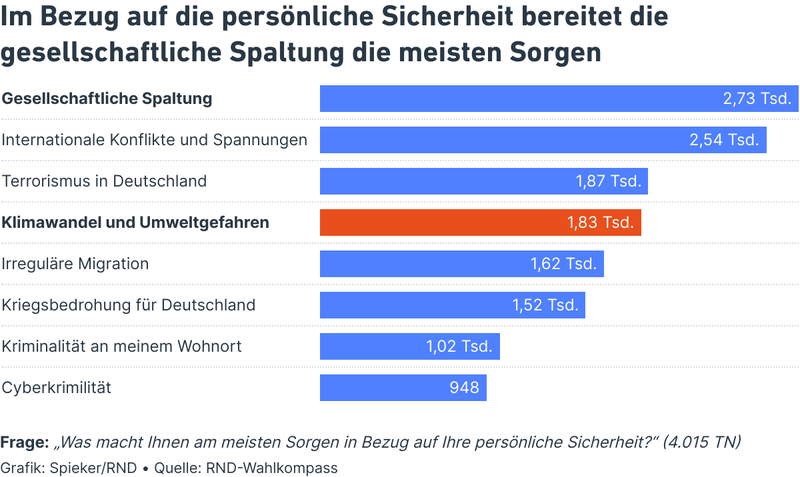 Im Bezug auf die persönliche Sicherheit bereitet die
gesellschaftliche Spaltung die meisten Sorgen
Gesellschaftliche Spaltung 2,73 Tsd.
Internationale Konflikte und Spannungen 2,54 Tsd.
Terrorismus in Deutschland 1,87 Tsd.
Klimawandel und Umweltgefahren 1,83 Tsd.
Irreguläre Migration 1,62 Tsd.
Kriegsbedrohung für Deutschland 1,52 Tsd.
Kriminalität an meinem Wohnort 1,02 Tsd.
Cyberkrimilität 948
Frage: „Was macht Ihnen am meisten Sorgen in Bezug auf Ihre persönliche Sicherheit?“ (4.015 TN)
Grafik: Spieker/RND • Quelle: RND-Wahlkompass